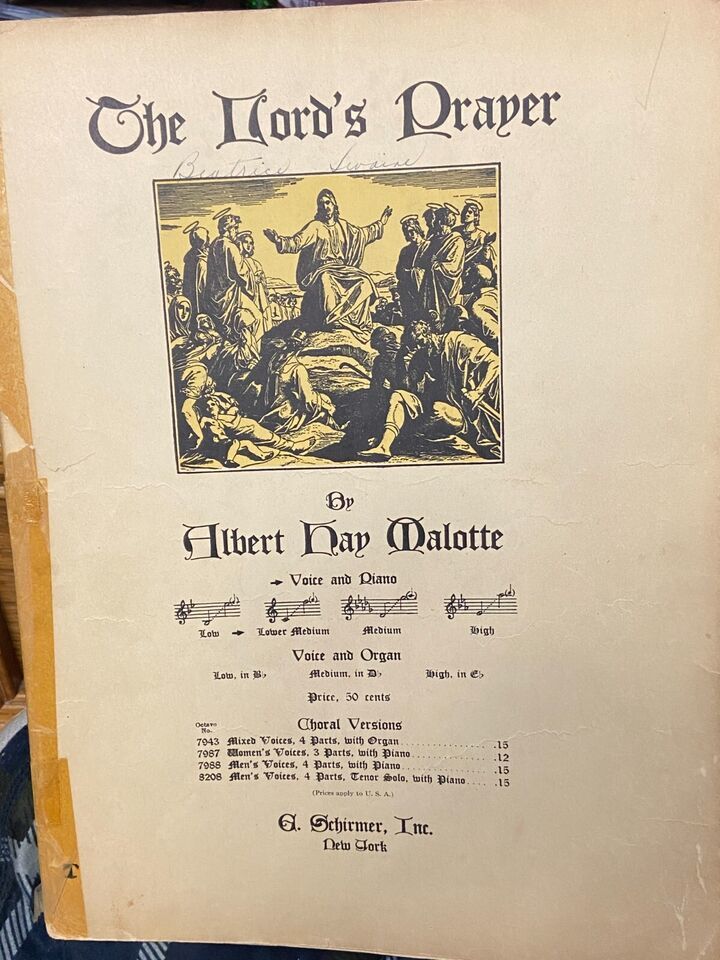 The Lord's Prayer
Beatrice Swaine
By
Albert Hay Malotte
→ Voice and Piano
Low → Lower Medium Medium High
Voice and Organ
Low, in B♭ Medium, in D♭ High, in E♭
Price, 50 cents
Octavo No. Choral Versions
7943 Mixed Voices, 4 Parts, with Organ .15
7987 Women's Voices, 3 Parts, with Piano .12
7988 Men's Voices, 4 Parts, with Piano .15
8208 Men's Voices, 4 Parts, Tenor Solo, with Piano .15
(Prices apply to U. S. A.)
G. Schirmer, Inc.
New York
T